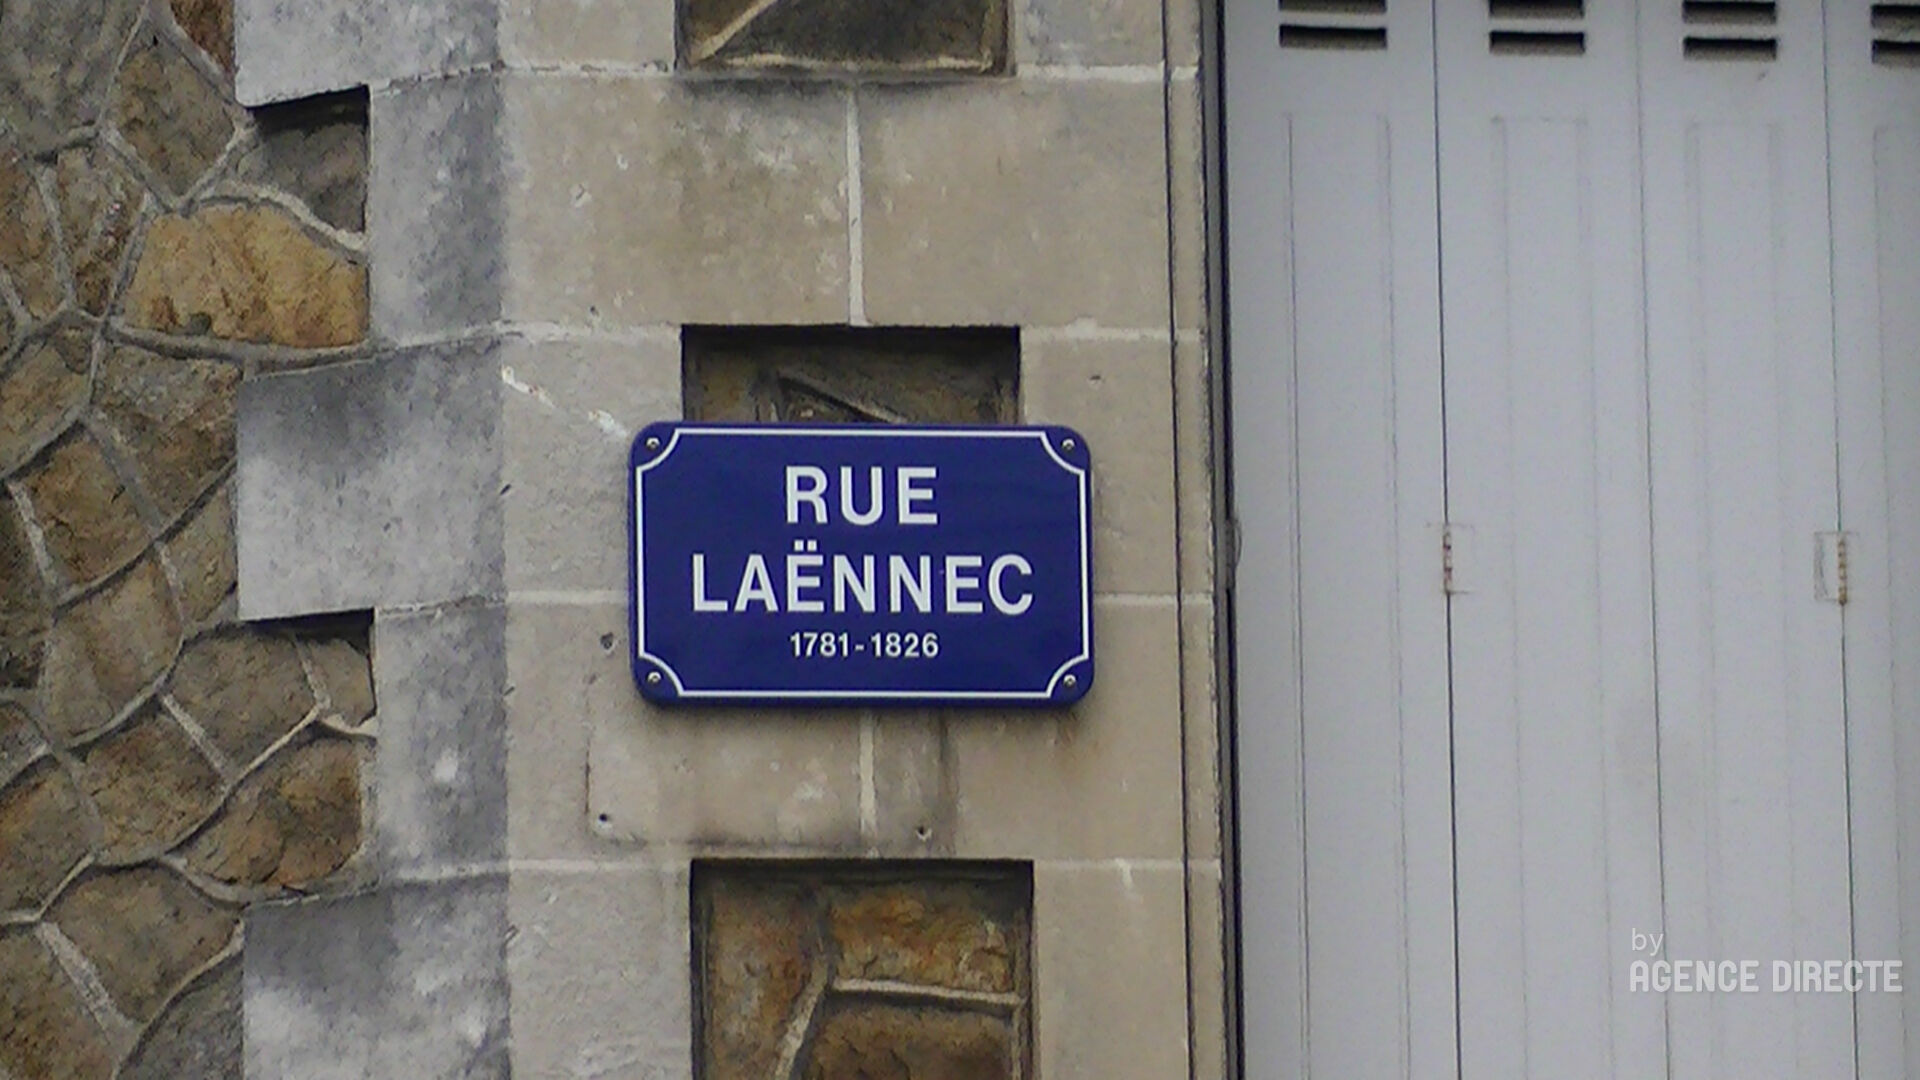 RUE
LAËNNEC
1781-1826
by
AGENCE DIRECTE